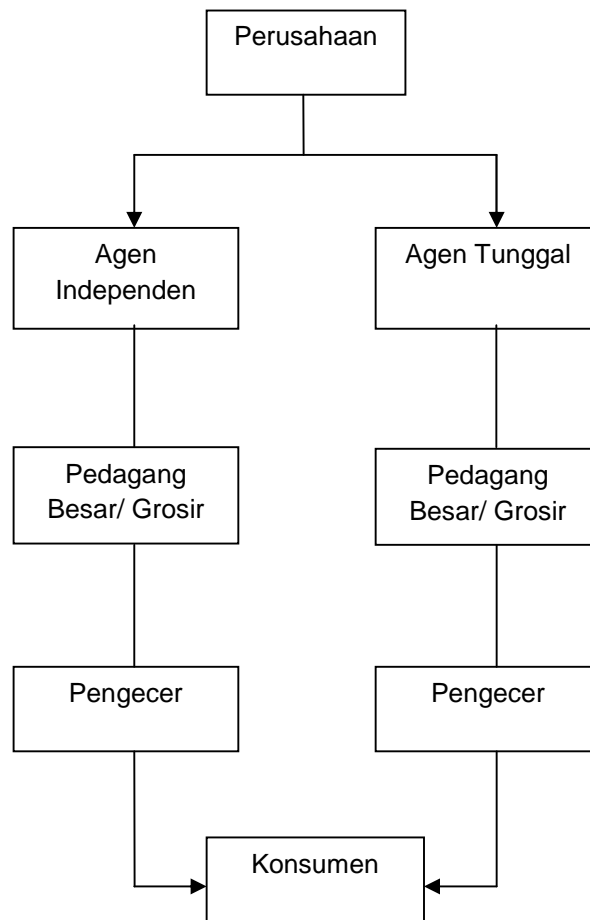 Perusahaan
Agen
Independen
Agen Tunggal
Pedagang
Besar/ Grosir
Pedagang
Besar/ Grosir
Pengecer
Pengecer
Konsumen